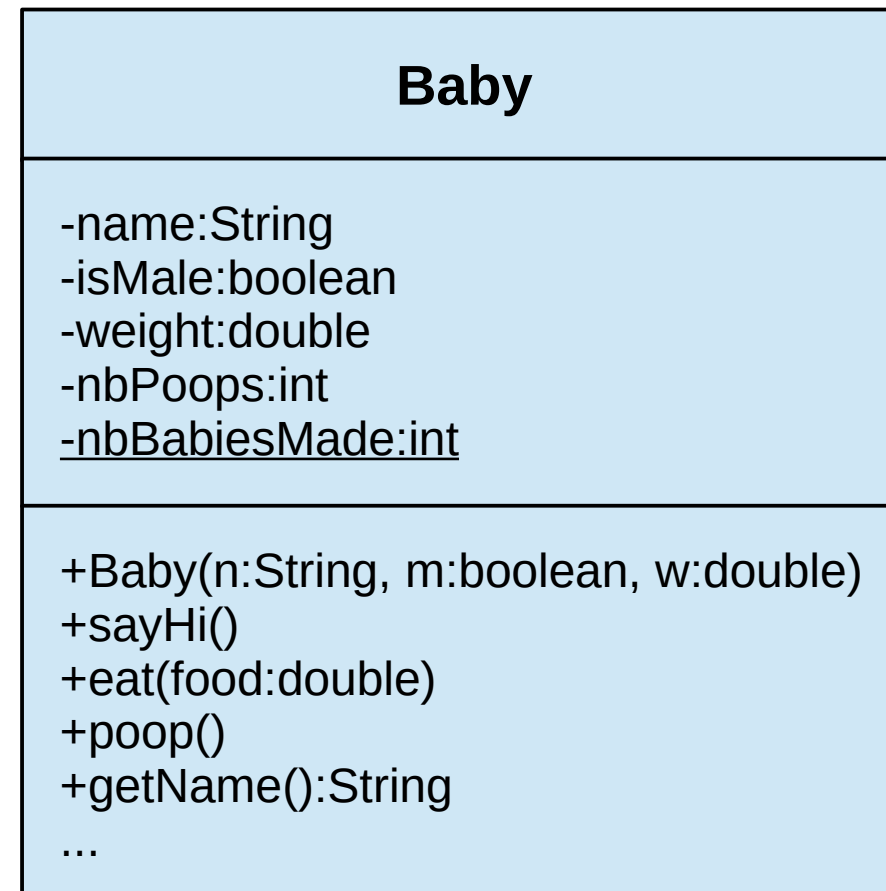 Baby
-name:String
-isMale:boolean
-weight:double
-nbPoops:int
-nbBabiesMade:int
+Baby(n:String, m:boolean, w:double)
+sayHi()
+eat(food:double)
+poop()
+getName():String
...